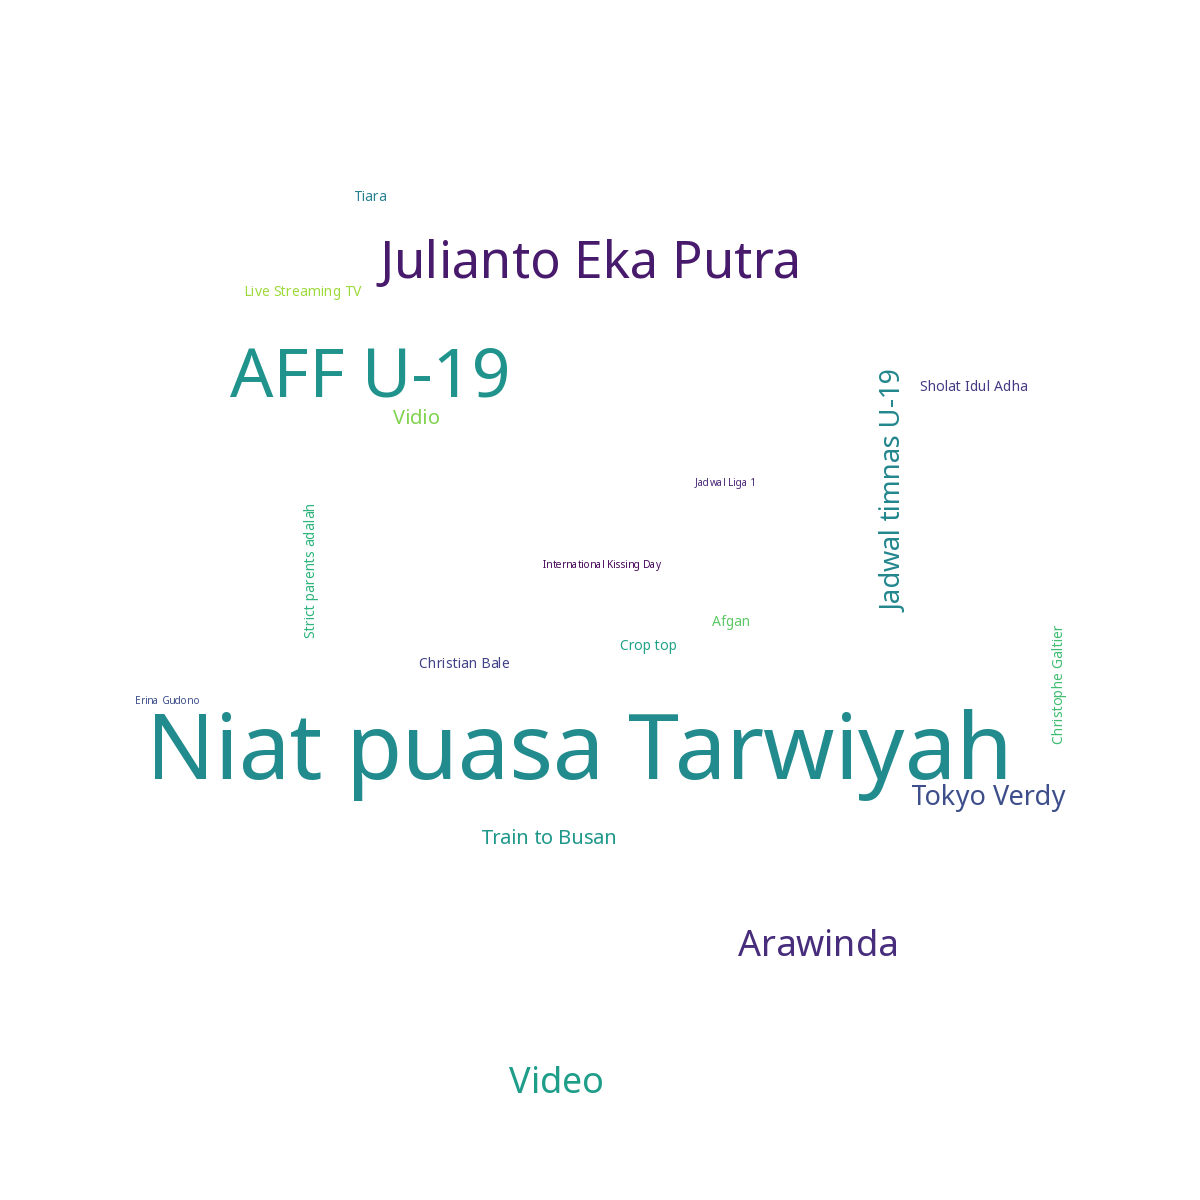 Tiara
Julianto Eka Putra
Live Streaming TV
AFF U-19
Jadwal timnas U-19
Sholat Idul Adha
Vidio
Jadwal Liga 1
Strict parents adalah
International Kissing Day
Afgan
Crop top
Christophe Galtier
Christian Bale
Erina Gudono
Niat puasa Tarwiyah
Tokyo Verdy
Train to Busan
Arawinda
Video